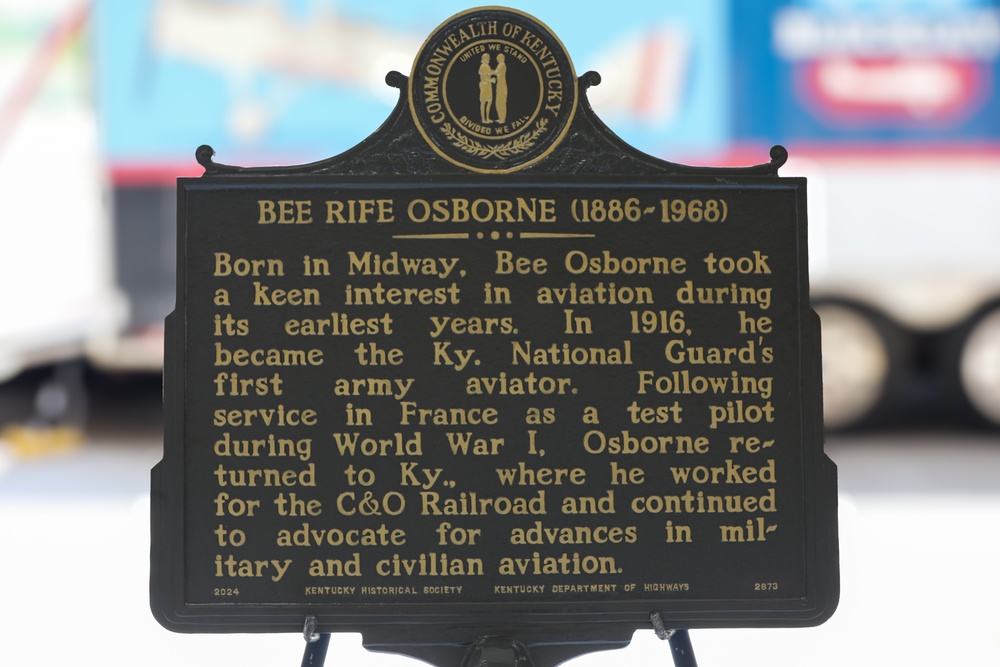 COMMONWEALTH OF KENTUCKY
UNITED WE STAND
DIVIDED WE FALL
BEE RIFE OSBORNE (1886-1968)
Born in Midway, Bee Osborne took
a keen interest in aviation during
its earliest years. In 1916, he
became the Ky. National Guard's
first army aviator. Following
service in France as a test pilot
during World War I, Osborne re-
turned to Ky., where he worked
for the C&O Railroad and continued
to advocate for advances in mil-
itary and civilian aviation.
2024 KENTUCKY HISTORICAL SOCIETY KENTUCKY DEPARTMENT OF HIGHWAYS 2673